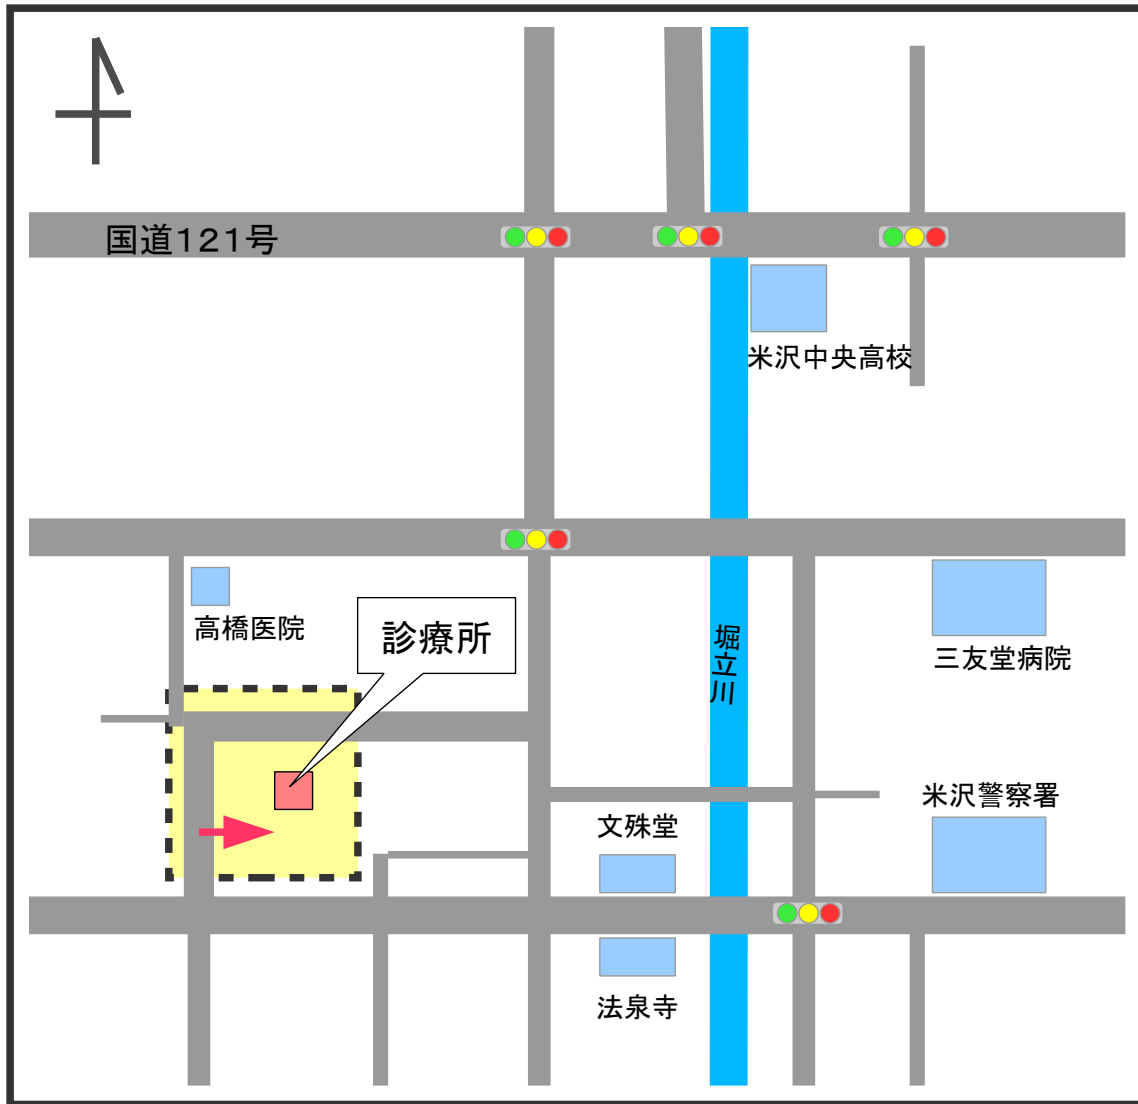 国道１２１号
米沢中央高校
高橋医院
診療所
堀立川
三友堂病院
米沢警察署
文殊堂
法泉寺